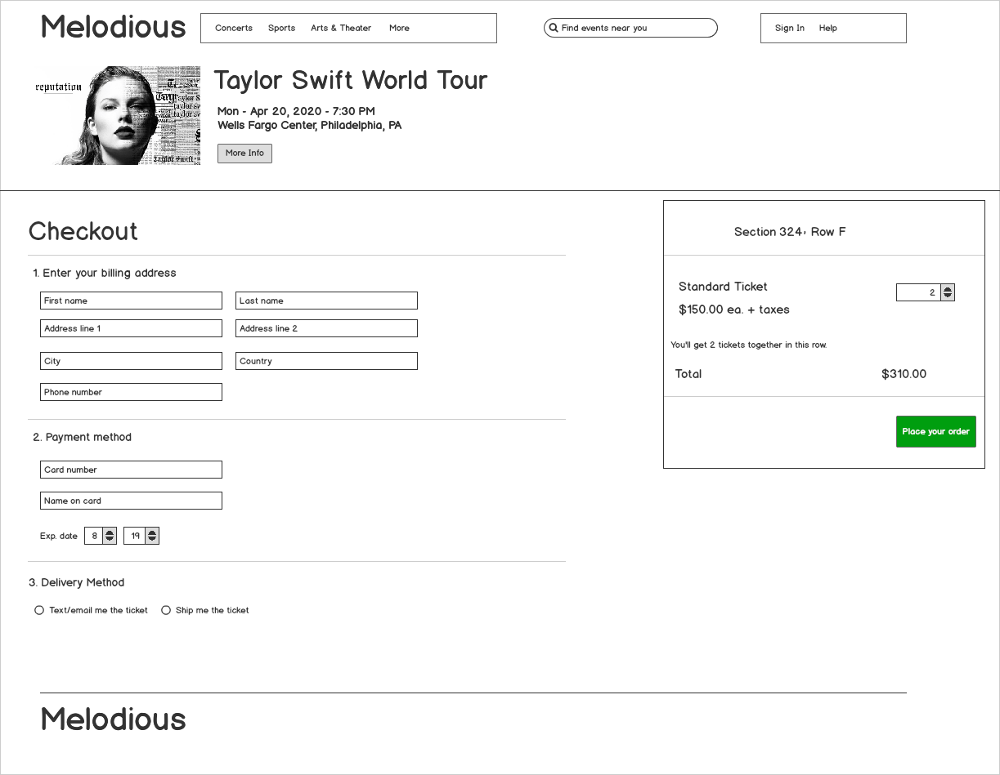 Melodious
Concerts Sports Arts & Theater More
Find events near you
Sign In Help
reputation
Taylor Swift World Tour
Mon - Apr 20, 2020 - 7:30 PM
Wells Fargo Center, Philadelphia, PA
More Info
Checkout
1. Enter your billing address
First name
Last name
Address line 1
Address line 2
City
Country
Phone number
2. Payment method
Card number
Name on card
Exp. date 8 19
3. Delivery Method
Text/email me the ticket Ship me the ticket
Section 324, Row F
Standard Ticket 2
$150.00 ea. + taxes
You'll get 2 tickets together in this row.
Total $310.00
Place your order
Melodious